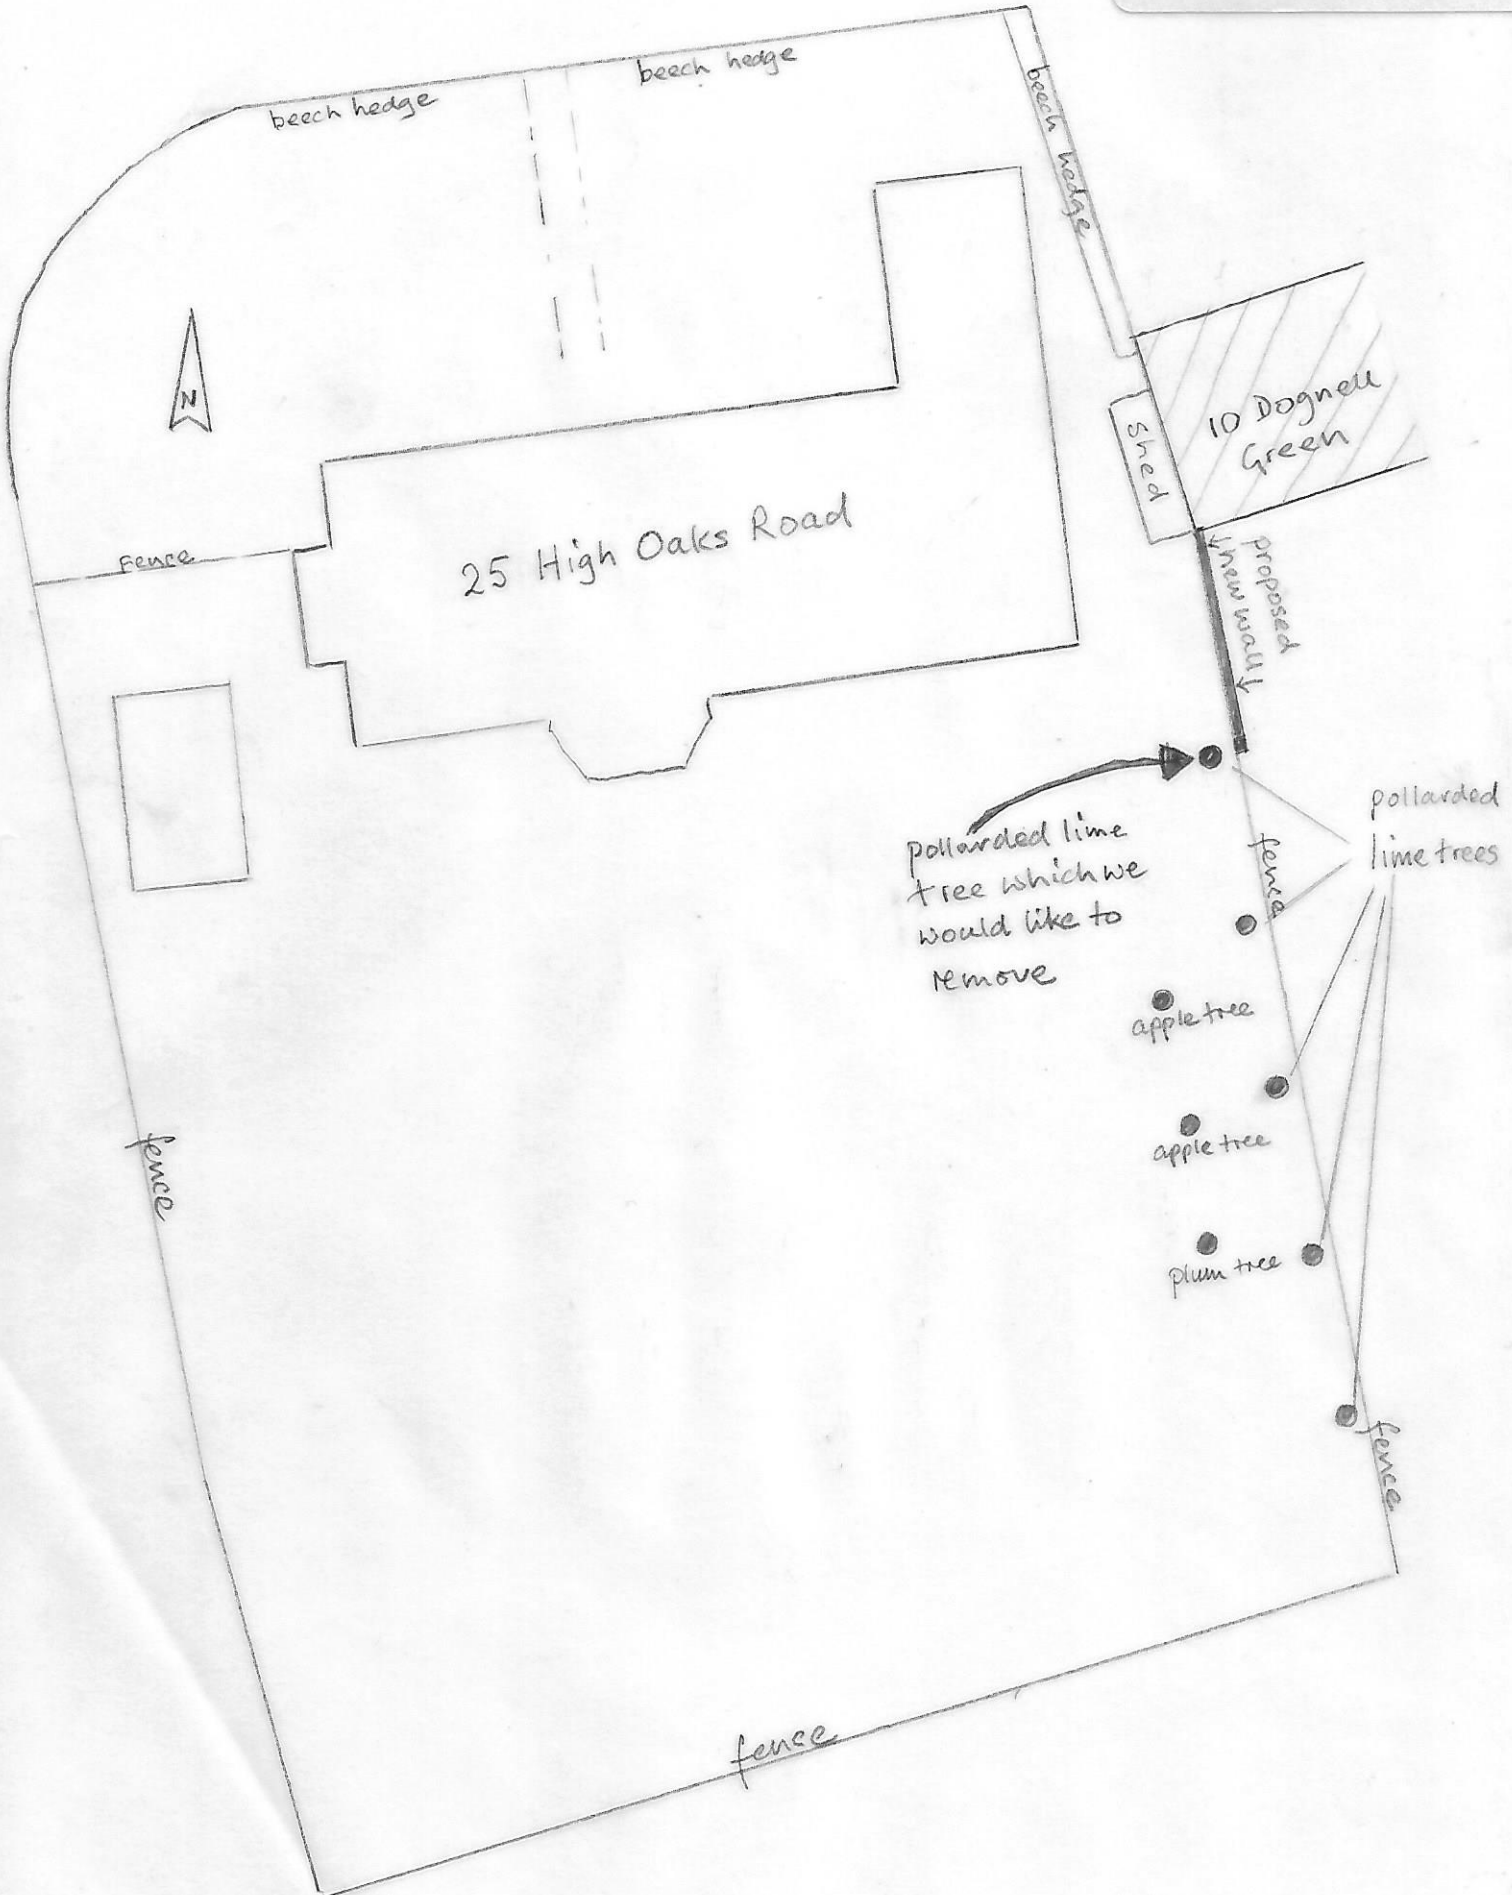 beech hedge
beech hedge
beech hedge
N
10 Dognell
Green
Shed
25 High Oaks Road
Fence
proposed
new wall
pollarded lime
tree which we
would like to
remove
pollarded
lime trees
fence
apple tree
apple tree
plum tree
fence
fence
fence